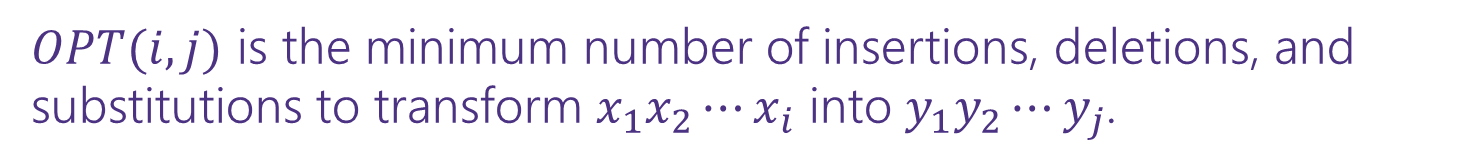 𝑂𝑃𝑇(𝑖, 𝑗) is the minimum number of insertions, deletions, and
substitutions to transform 𝑥₁𝑥₂ ⋯ 𝑥ᵢ into 𝑦₁𝑦₂ ⋯ 𝑦ⱼ.